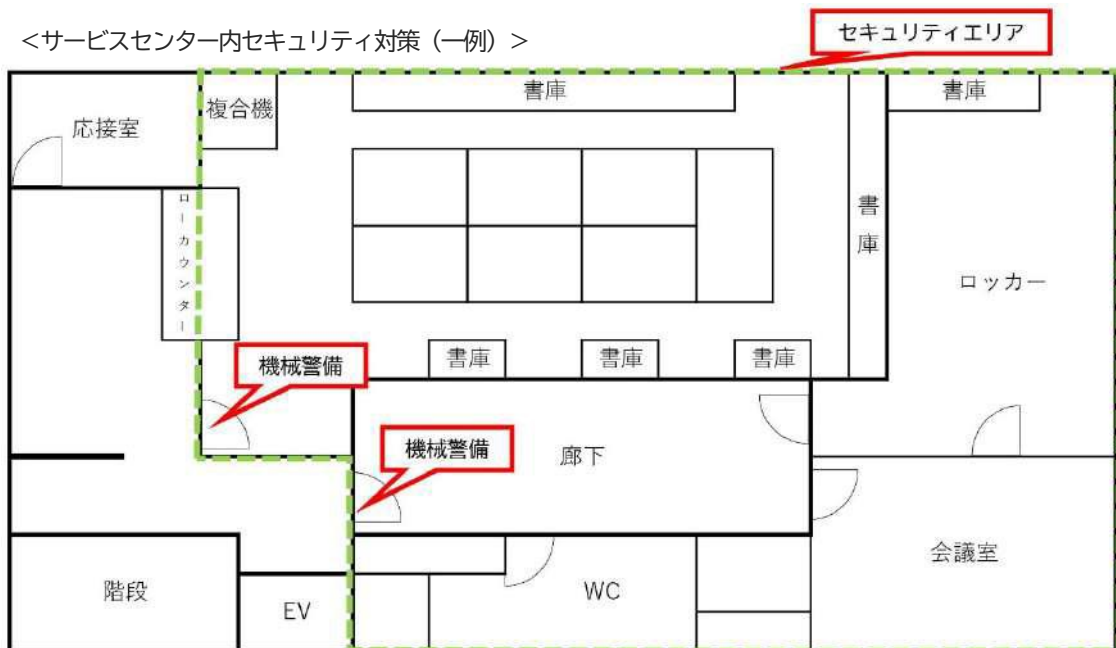 ＜サービスセンター内セキュリティ対策（一例）＞
セキュリティエリア
応接室
複合機
書庫
書庫
ローカウンター
書庫
ロッカー
機械警備
書庫
書庫
書庫
機械警備
廊下
会議室
階段
EV
WC